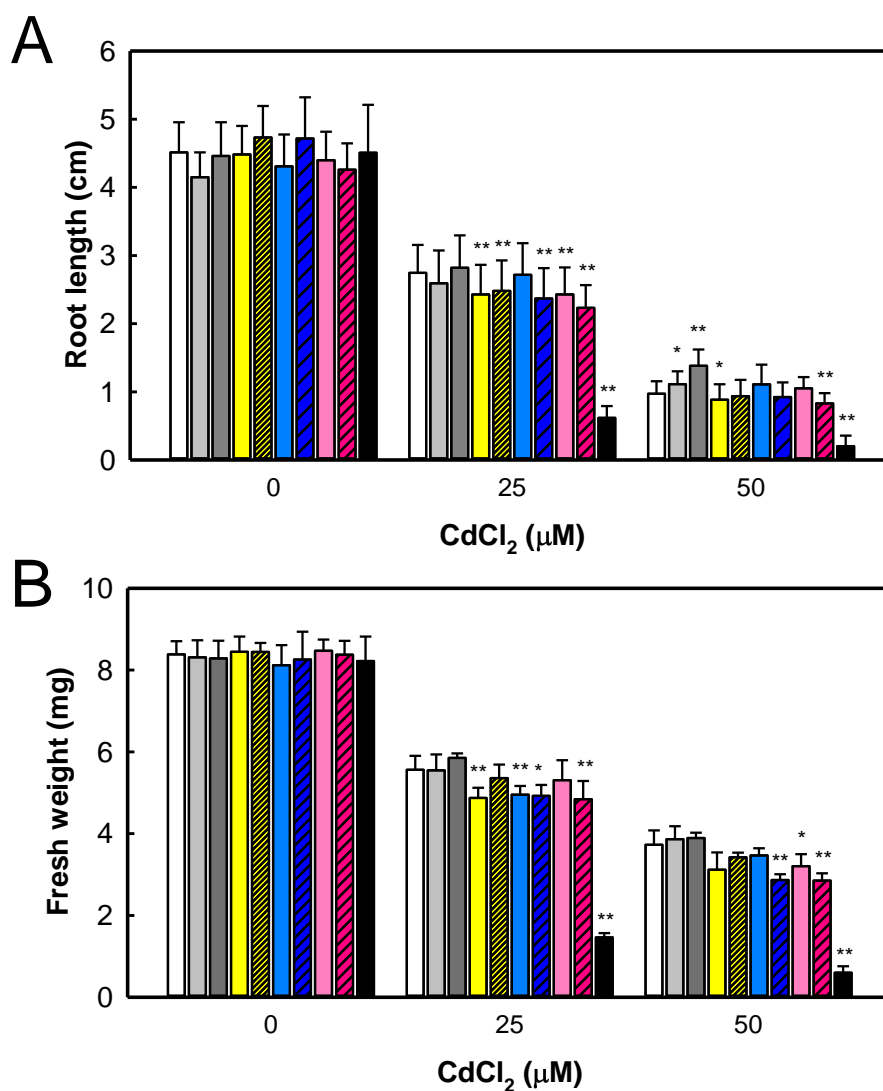 A
6
5
4
3
2
1
0
Root length (cm)
** ** ** ** ** **
* ** * ** **
0 25 50
CdCl₂ (μM)
B
10
8
6
4
2
0
Fresh weight (mg)
** ** * ** **
** * ** **
0 25 50
CdCl₂ (μM)